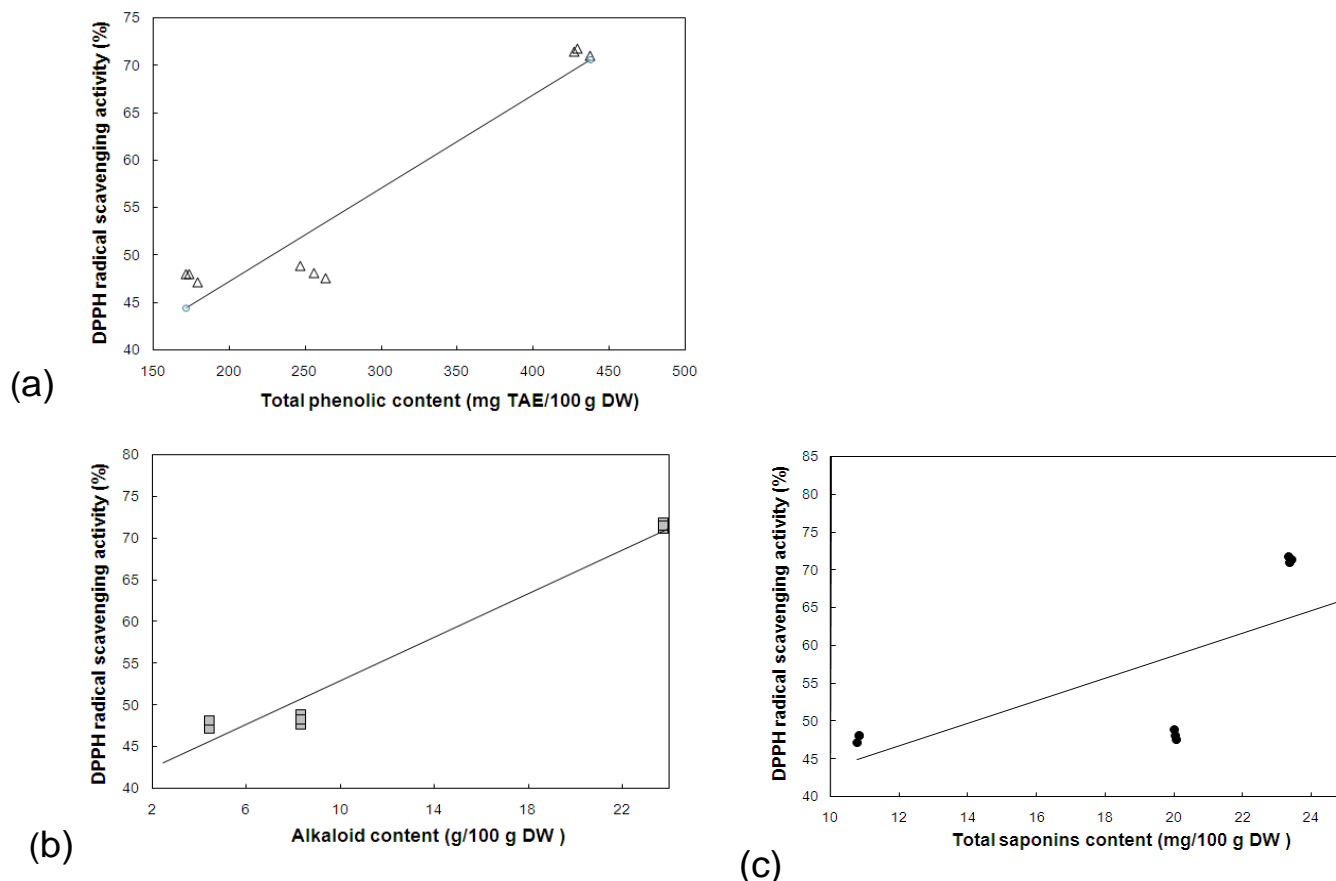 DPPH radical scavenging activity (%)
75
70
65
60
55
50
45
40
150 200 250 300 350 400 450 500
Total phenolic content (mg TAE/100 g DW)
(a)
DPPH radical scavenging activity (%)
80
75
70
65
60
55
50
45
40
2 6 10 14 18 22
Alkaloid content (g/100 g DW )
(b)
DPPH radical scavenging activity (%)
85
80
75
70
65
60
55
50
45
40
10 12 14 16 18 20 22 24
Total saponins content (mg/100 g DW )
(c)